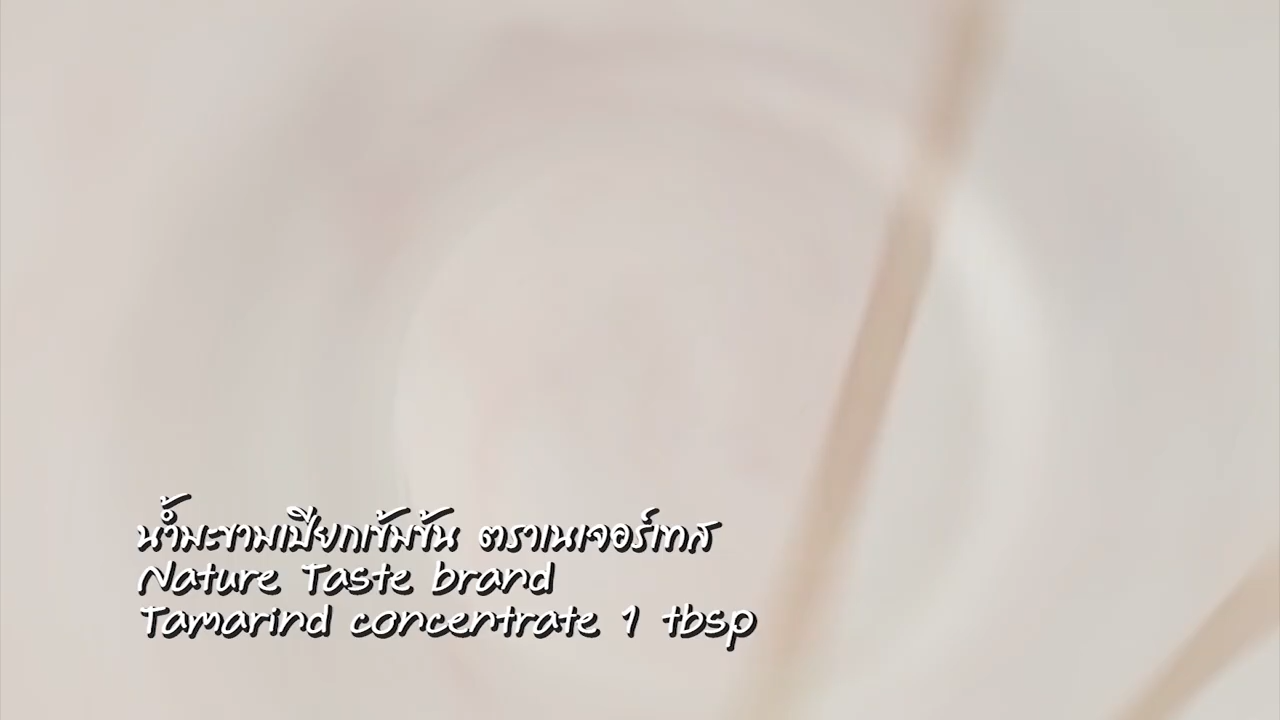 น้ำมะขามเปียกเข้มข้น ตราเนเจอร์เทส
Nature Taste brand
Tamarind concentrate 1 tbsp